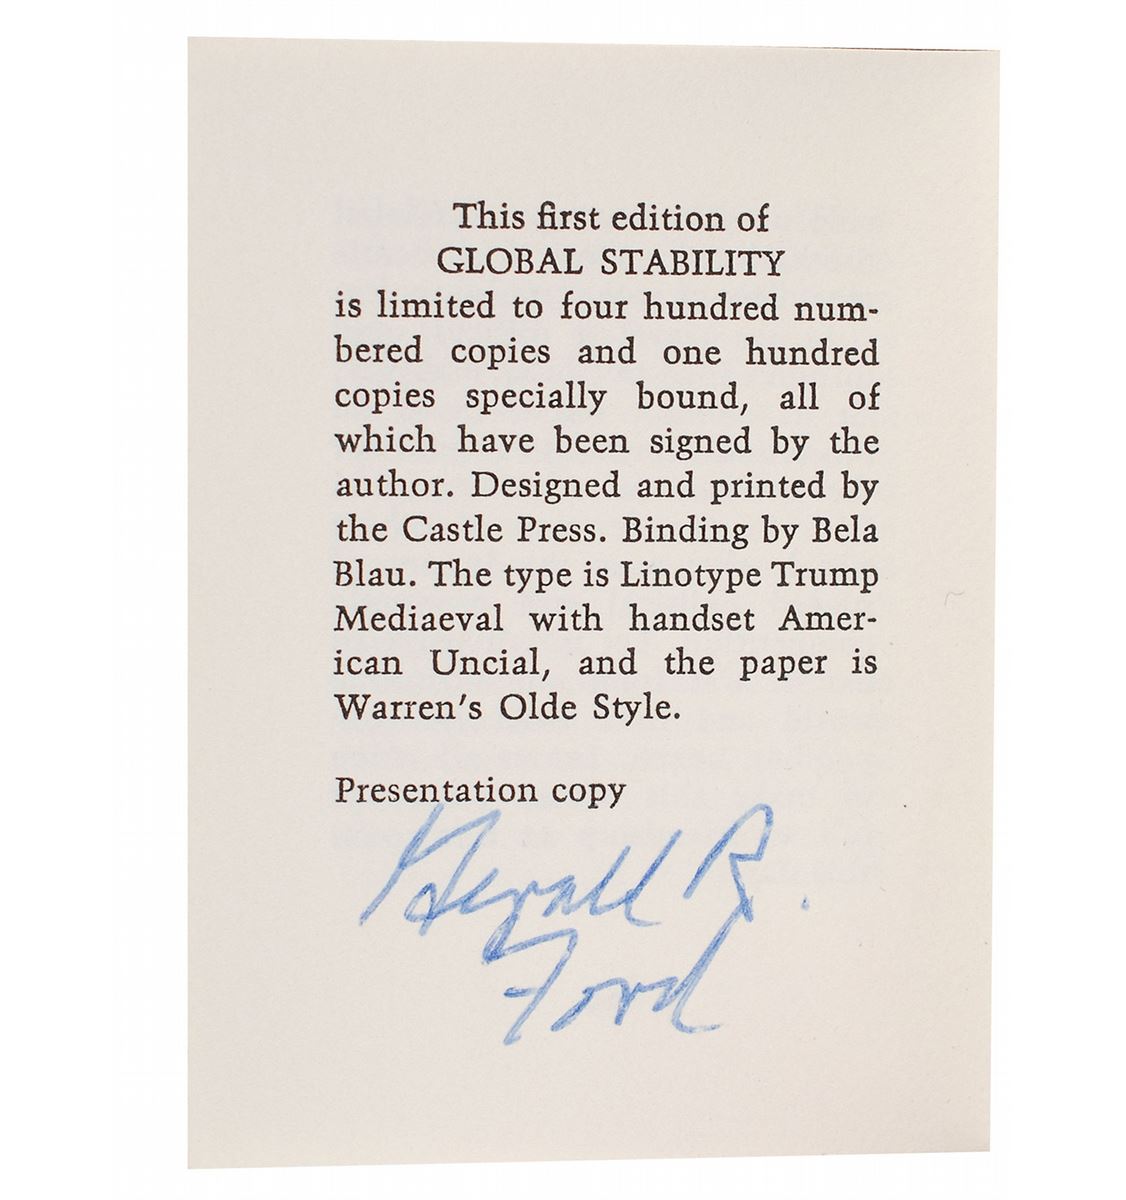 This first edition of
GLOBAL STABILITY
is limited to four hundred num-
bered copies and one hundred
copies specially bound, all of
which have been signed by the
author. Designed and printed by
the Castle Press. Binding by Bela
Blau. The type is Linotype Trump
Mediaeval with handset Amer-
ican Uncial, and the paper is
Warren's Olde Style.
Presentation copy
Gerald R.
Ford